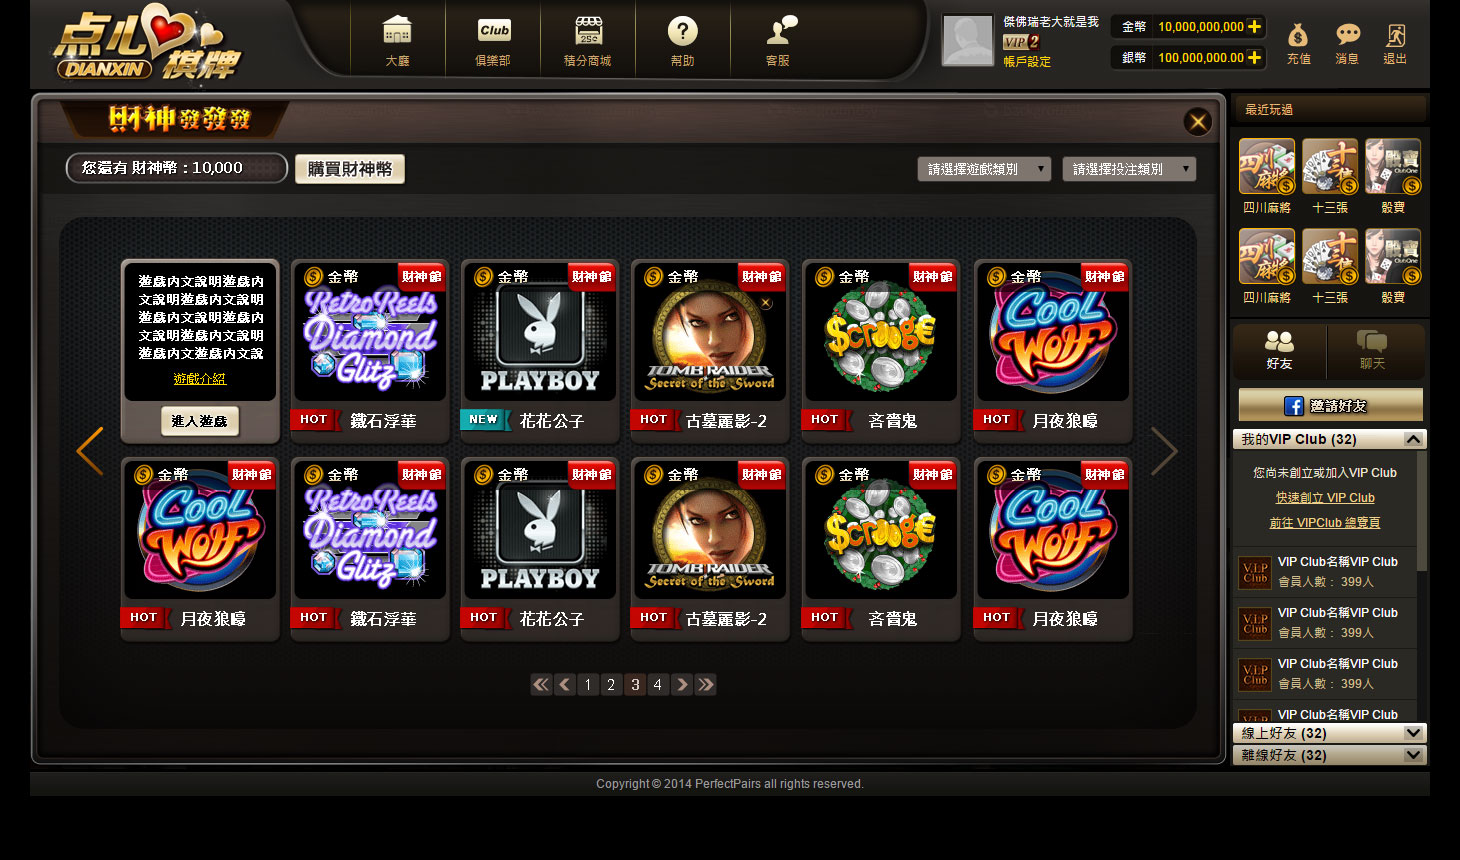 点心棋牌
DIANXIN
大廳
Club
俱樂部
25¢
積分商城
?
幫助
客服
傑佛瑞老大就是我
VIP 2
帳戶設定
金幣 10,000,000,000
銀幣 100,000,000.00
充值
消息
退出
財神發發發
您還有 財神幣：10,000
購買財神幣
請選擇遊戲類別
請選擇投注類別
遊戲內文說明遊戲內
文說明遊戲內文說明
遊戲內文說明遊戲內
文說明遊戲內文說明
遊戲內文遊戲內文說
遊戲介紹
進入遊戲
金幣 財神館
Retro Reels
Diamond
Glitz
HOT 鐵石浮華
金幣 財神館
PLAYBOY
NEW 花花公子
金幣 財神館
TOMB RAIDER
Secret of the Sword
HOT 古墓麗影-2
金幣 財神館
$crooge
HOT 吝嗇鬼
金幣 財神館
COOL
WOLF
HOT 月夜狼嚎
金幣 財神館
COOL
WOLF
HOT 月夜狼嚎
金幣 財神館
Retro Reels
Diamond
Glitz
HOT 鐵石浮華
金幣 財神館
PLAYBOY
HOT 花花公子
金幣 財神館
TOMB RAIDER
Secret of the Sword
HOT 古墓麗影-2
金幣 財神館
$crooge
HOT 吝嗇鬼
金幣 財神館
COOL
WOLF
HOT 月夜狼嚎
1 2 3 4
最近玩過
四川麻將 十三張 骰寶
四川麻將 十三張 骰寶
好友
聊天
邀請好友
我的VIP Club (32)
您尚未創立或加入VIP Club
快速創立 VIP Club
前往 VIPClub 總覽頁
V.I.P
Club
VIP Club名稱VIP Club
會員人數： 399人
V.I.P
Club
VIP Club名稱VIP Club
會員人數： 399人
V.I.P
Club
VIP Club名稱VIP Club
會員人數： 399人
V.I.P
VIP Club名稱VIP Club
線上好友 (32)
離線好友 (32)
Copyright © 2014 PerfectPairs all rights reserved.